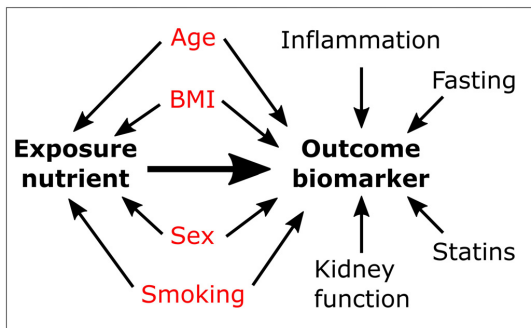 Age
Inflammation
BMI
Fasting
Exposure
nutrient
Outcome
biomarker
Sex
Statins
Smoking
Kidney
function